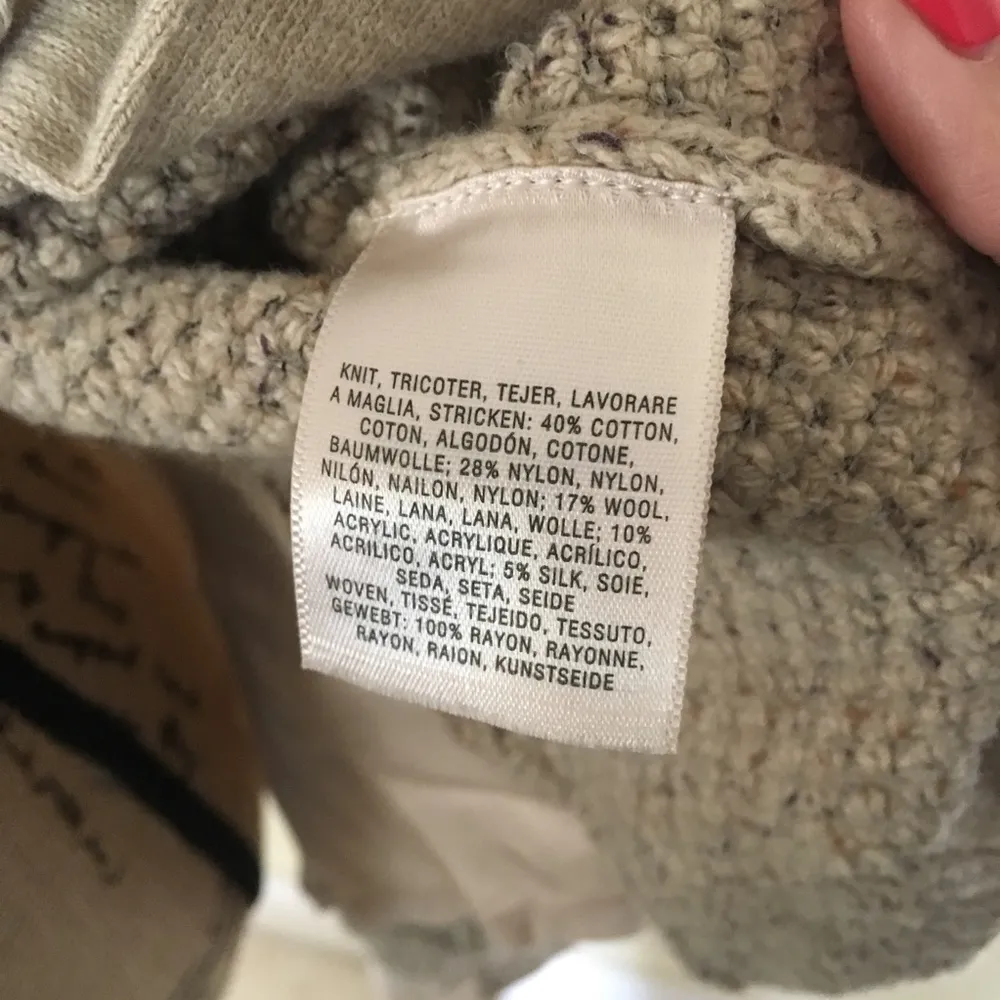 KNIT, TRICOTER, TEJER, LAVORARE
A MAGLIA, STRICKEN: 40% COTTON,
COTON, ALGODÓN, COTONE,
BAUMWOLLE; 28% NYLON, NYLON,
NILÓN, NAILON, NYLON; 17% WOOL,
LAINE, LANA, LANA, WOLLE; 10%
ACRYLIC, ACRYLIQUE, ACRÍLICO,
ACRILICO, ACRYL; 5% SILK, SOIE,
SEDA, SETA, SEIDE
WOVEN, TISSÉ, TEJEIDO, TESSUTO,
GEWEBT: 100% RAYON, RAYONNE,
RAYON, RAION, KUNSTSEIDE